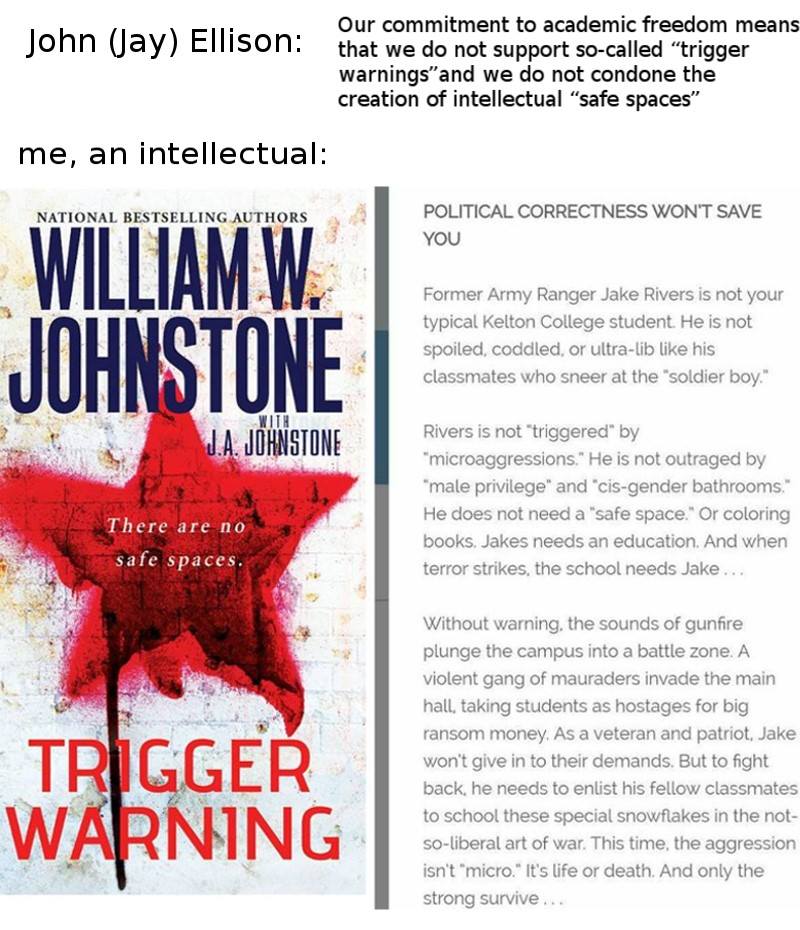 John (Jay) Ellison:
Our commitment to academic freedom means
that we do not support so-called “trigger
warnings”and we do not condone the
creation of intellectual “safe spaces”
me, an intellectual:
NATIONAL BESTSELLING AUTHORS
WILLIAM W.
JOHNSTONE
WITH
J.A. JOHNSTONE
There are no
safe spaces.
TRIGGER
WARNING
POLITICAL CORRECTNESS WON'T SAVE
YOU
Former Army Ranger Jake Rivers is not your
typical Kelton College student. He is not
spoiled, coddled, or ultra-lib like his
classmates who sneer at the "soldier boy."
Rivers is not "triggered" by
"microaggressions." He is not outraged by
"male privilege" and "cis-gender bathrooms."
He does not need a "safe space." Or coloring
books. Jakes needs an education. And when
terror strikes, the school needs Jake . . .
Without warning, the sounds of gunfire
plunge the campus into a battle zone. A
violent gang of mauraders invade the main
hall, taking students as hostages for big
ransom money. As a veteran and patriot, Jake
won't give in to their demands. But to fight
back, he needs to enlist his fellow classmates
to school these special snowflakes in the not-
so-liberal art of war. This time, the aggression
isn't "micro." It's life or death. And only the
strong survive . . .